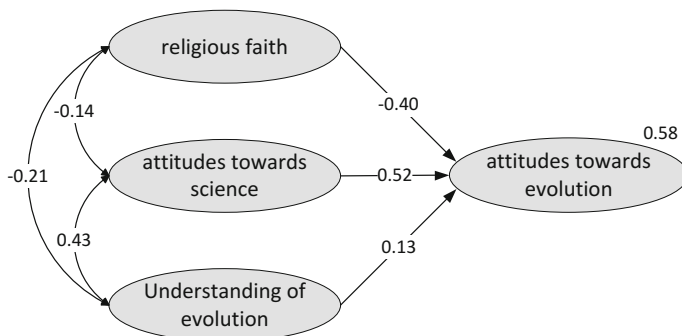 religious faith
-0.40
-0.14
0.58
attitudes towards
science
-0.21
0.52
attitudes towards
evolution
0.43
0.13
Understanding of
evolution